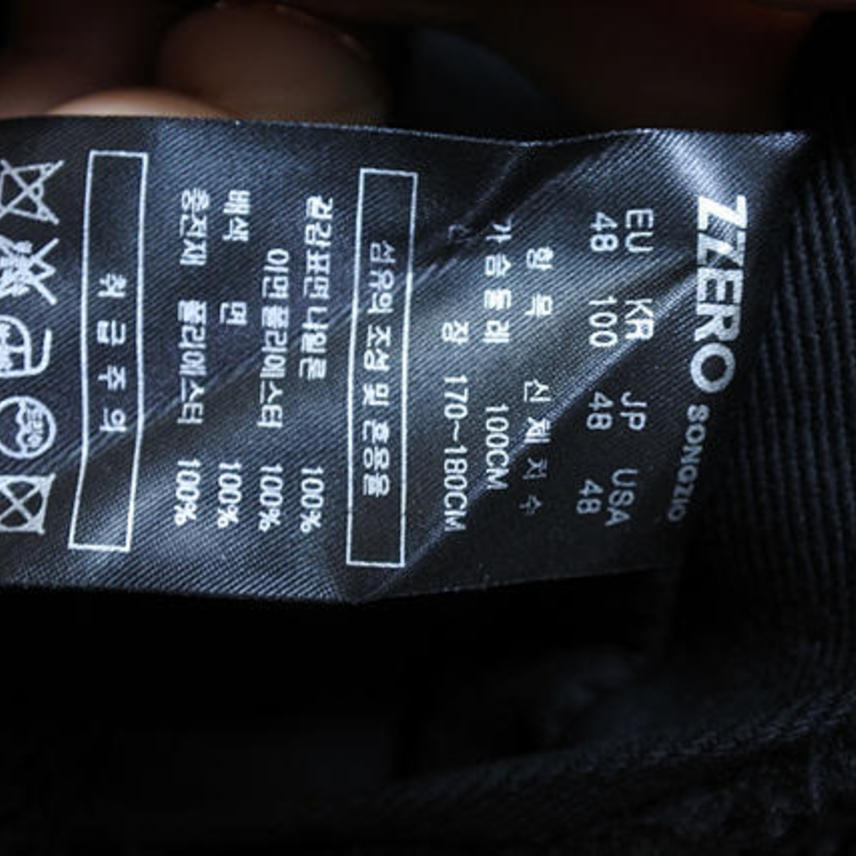 ZZERO SONGZIO
EU KR JP USA
48 100 48 48
항목 신체치수
가슴둘레 100CM
신장 170~180CM
섬유의 조성 및 혼용율
겉감표면 나일론 100%
이면 폴리에스터 100%
배색 면 100%
충전재 폴리에스터 100%
취급주의